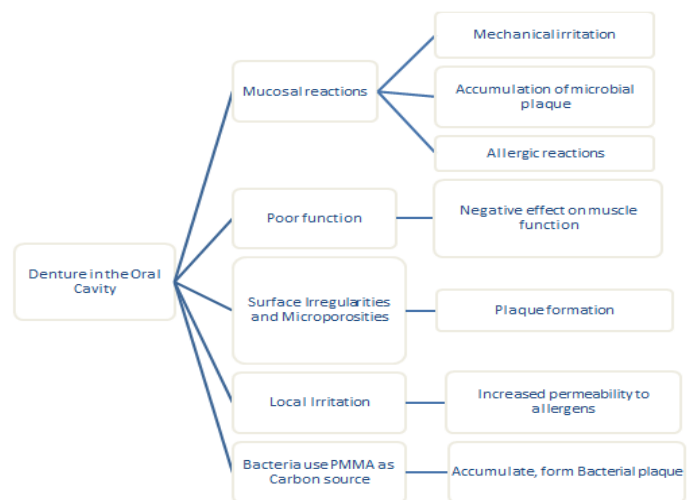 Denture in the Oral
Cavity
Mucosal reactions
Mechanical irritation
Accumulation of microbial
plaque
Allergic reactions
Poor function
Negative effect on muscle
function
Surface Irregularities
and Microporosities
Plaque formation
Local Irritation
Increased permeability to
allergens
Bacteria use PMMA as
Carbon source
Accumulate, form Bacterial plaque